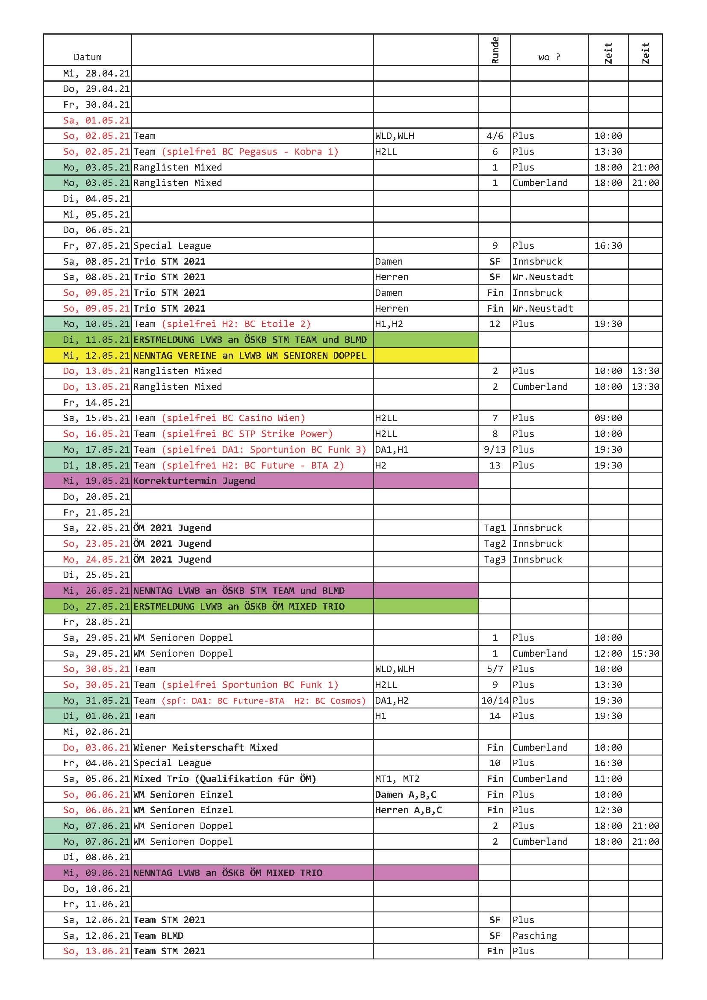 Datum Runde wo ? Zeit Zeit
Mi, 28.04.21
Do, 29.04.21
Fr, 30.04.21
Sa, 01.05.21
So, 02.05.21 Team WLD,WLH 4/6 Plus 10:00
So, 02.05.21 Team (spielfrei BC Pegasus - Kobra 1) H2LL 6 Plus 13:30
Mo, 03.05.21 Ranglisten Mixed 1 Plus 18:00 21:00
Mo, 03.05.21 Ranglisten Mixed 1 Cumberland 18:00 21:00
Di, 04.05.21
Mi, 05.05.21
Do, 06.05.21
Fr, 07.05.21 Special League 9 Plus 16:30
Sa, 08.05.21 Trio STM 2021 Damen SF Innsbruck
Sa, 08.05.21 Trio STM 2021 Herren SF Wr.Neustadt
So, 09.05.21 Trio STM 2021 Damen Fin Innsbruck
So, 09.05.21 Trio STM 2021 Herren Fin Wr.Neustadt
Mo, 10.05.21 Team (spielfrei H2: BC Etoile 2) H1,H2 12 Plus 19:30
Di, 11.05.21 ERSTMELDUNG LVWB an ÖSKB STM TEAM und BLMD
Mi, 12.05.21 NENNTAG VEREINE an LVWB WM SENIOREN DOPPEL
Do, 13.05.21 Ranglisten Mixed 2 Plus 10:00 13:30
Do, 13.05.21 Ranglisten Mixed 2 Cumberland 10:00 13:30
Fr, 14.05.21
Sa, 15.05.21 Team (spielfrei BC Casino Wien) H2LL 7 Plus 09:00
So, 16.05.21 Team (spielfrei BC STP Strike Power) H2LL 8 Plus 10:00
Mo, 17.05.21 Team (spielfrei DA1: Sportunion BC Funk 3) DA1,H1 9/13 Plus 19:30
Di, 18.05.21 Team (spielfrei H2: BC Future - BTA 2) H2 13 Plus 19:30
Mi, 19.05.21 Korrekturtermin Jugend
Do, 20.05.21
Fr, 21.05.21
Sa, 22.05.21 ÖM 2021 Jugend Tag1 Innsbruck
So, 23.05.21 ÖM 2021 Jugend Tag2 Innsbruck
Mo, 24.05.21 ÖM 2021 Jugend Tag3 Innsbruck
Di, 25.05.21
Mi, 26.05.21 NENNTAG LVWB an ÖSKB STM TEAM und BLMD
Do, 27.05.21 ERSTMELDUNG LVWB an ÖSKB ÖM MIXED TRIO
Fr, 28.05.21
Sa, 29.05.21 WM Senioren Doppel 1 Plus 10:00
Sa, 29.05.21 WM Senioren Doppel 1 Cumberland 12:00 15:30
So, 30.05.21 Team WLD,WLH 5/7 Plus 10:00
So, 30.05.21 Team (spielfrei Sportunion BC Funk 1) H2LL 9 Plus 13:30
Mo, 31.05.21 Team (spf: DA1: BC Future-BTA H2: BC Cosmos) DA1,H2 10/14 Plus 19:30
Di, 01.06.21 Team H1 14 Plus 19:30
Mi, 02.06.21
Do, 03.06.21 Wiener Meisterschaft Mixed Fin Cumberland 10:00
Fr, 04.06.21 Special League 10 Plus 16:30
Sa, 05.06.21 Mixed Trio (Qualifikation für ÖM) MT1, MT2 Fin Cumberland 11:00
So, 06.06.21 WM Senioren Einzel Damen A,B,C Fin Plus 10:00
So, 06.06.21 WM Senioren Einzel Herren A,B,C Fin Plus 12:30
Mo, 07.06.21 WM Senioren Doppel 2 Plus 18:00 21:00
Mo, 07.06.21 WM Senioren Doppel 2 Cumberland 18:00 21:00
Di, 08.06.21
Mi, 09.06.21 NENNTAG LVWB an ÖSKB ÖM MIXED TRIO
Do, 10.06.21
Fr, 11.06.21
Sa, 12.06.21 Team STM 2021 SF Plus
Sa, 12.06.21 Team BLMD SF Pasching
So, 13.06.21 Team STM 2021 Fin Plus